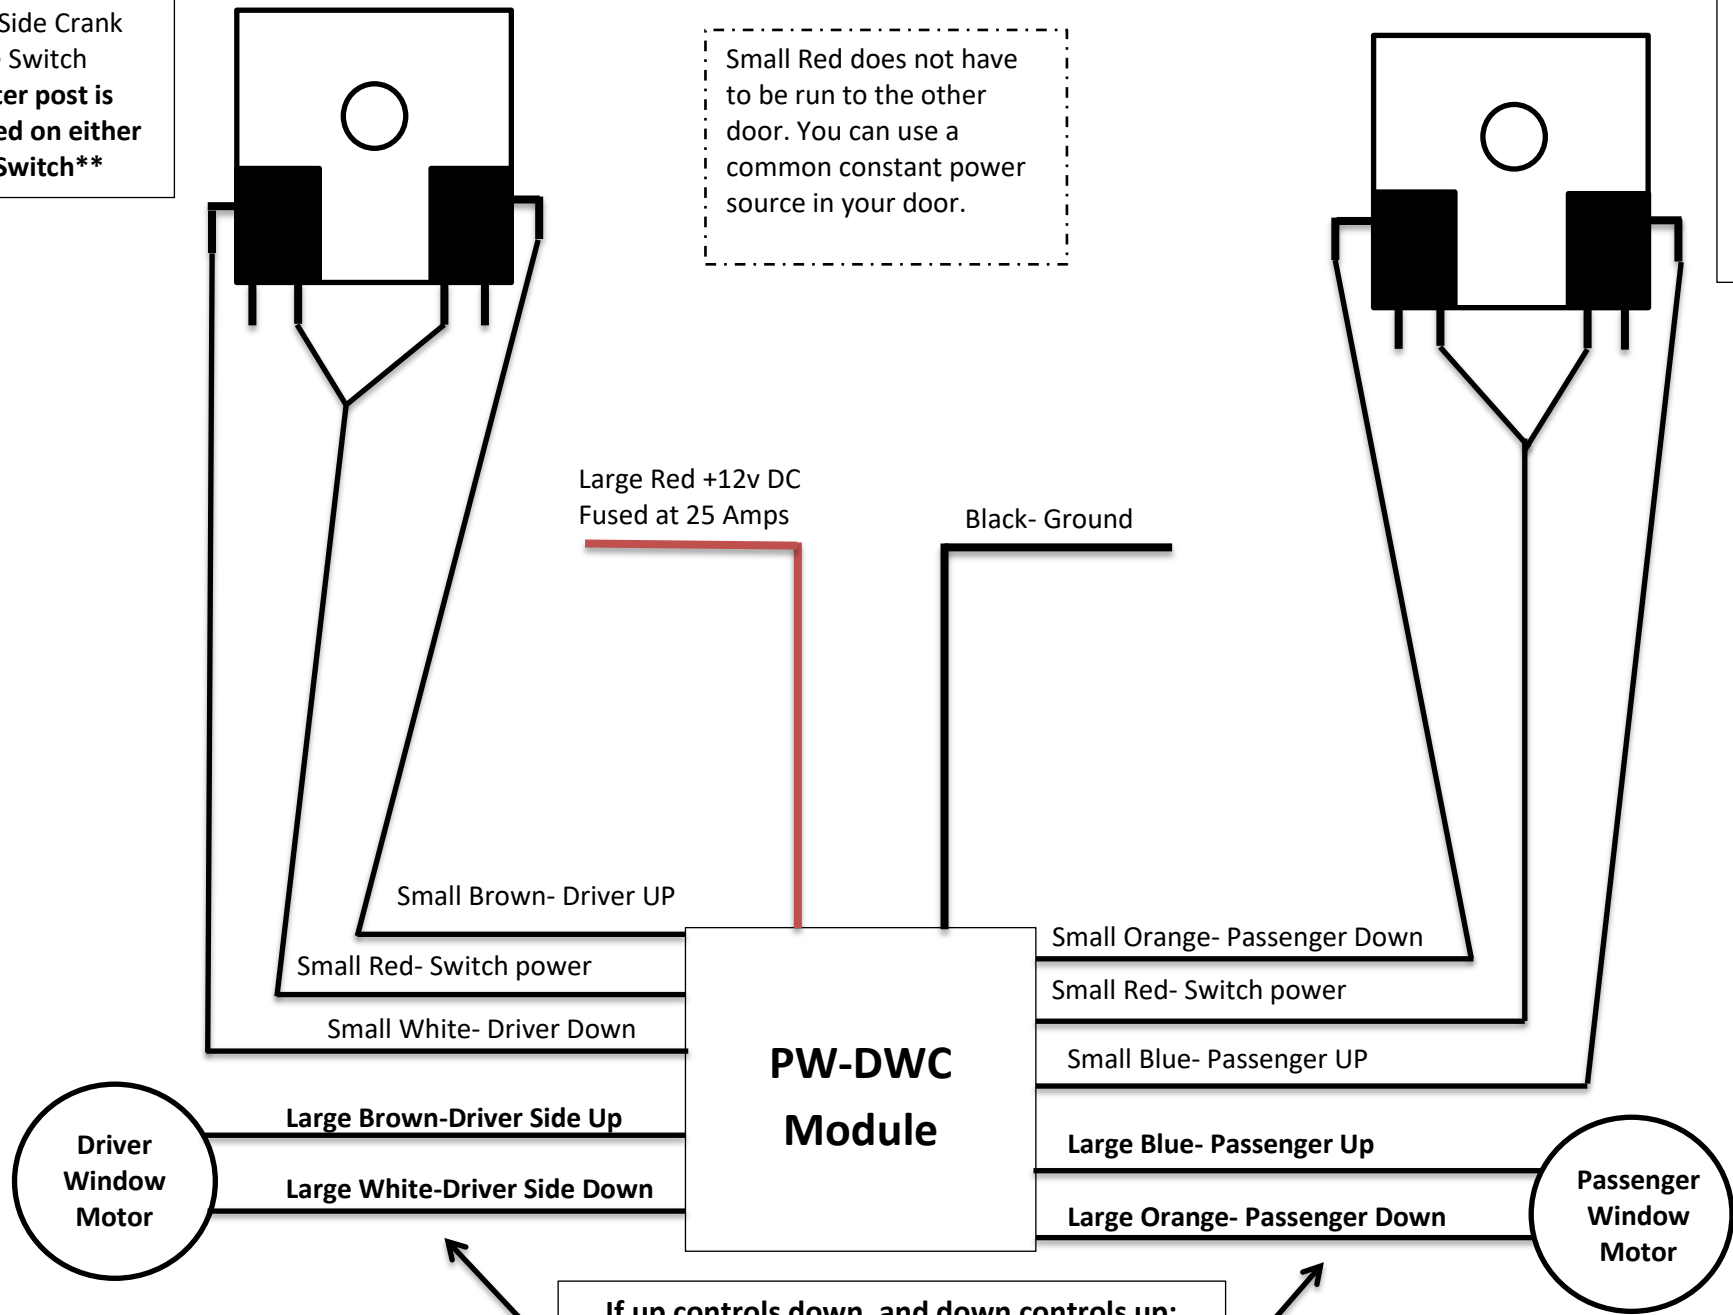 Side Crank
Switch
ter post is
ed on either
Switch**
Small Red does not have
to be run to the other
door. You can use a
common constant power
source in your door.
Large Red +12v DC
Fused at 25 Amps
Black- Ground
Small Brown- Driver UP
Small Red- Switch power
Small White- Driver Down
Small Orange- Passenger Down
Small Red- Switch power
Small Blue- Passenger UP
PW-DWC
Module
Driver
Window
Motor
Large Brown-Driver Side Up
Large White-Driver Side Down
Large Blue- Passenger Up
Large Orange- Passenger Down
Passenger
Window
Motor
If up controls down, and down controls up: